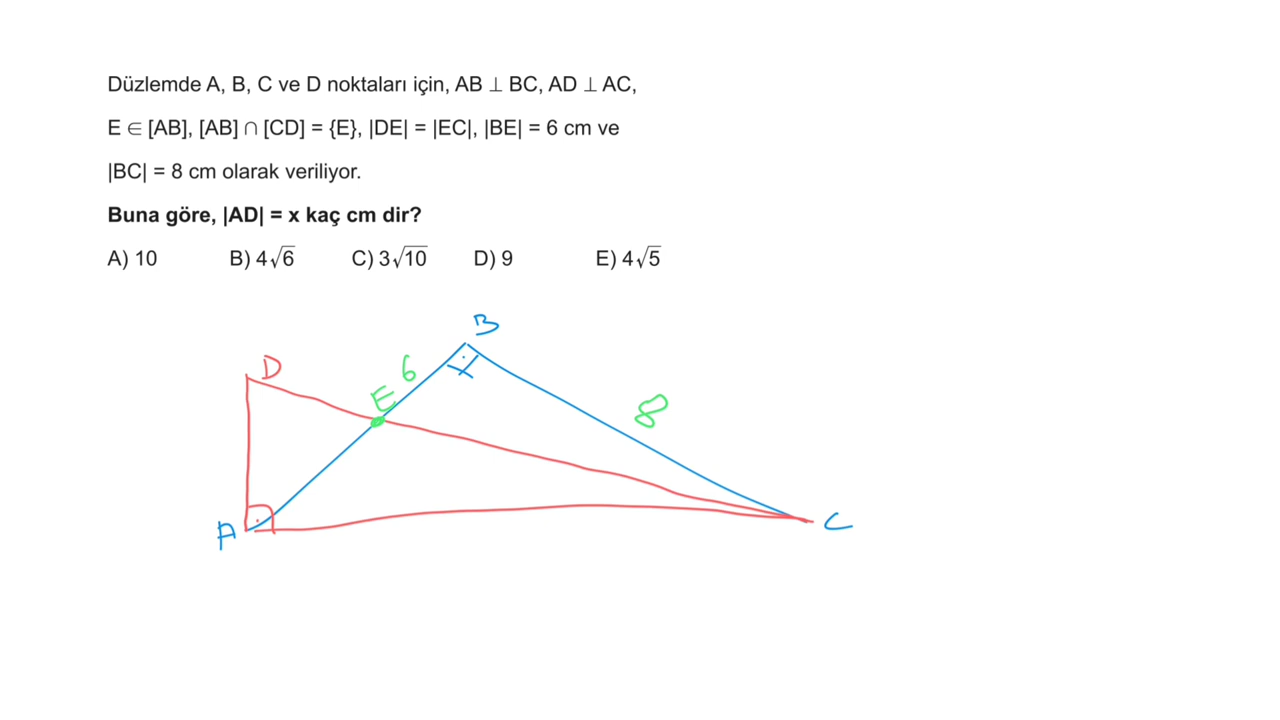 Düzlemde A, B, C ve D noktaları için, AB ⊥ BC, AD ⊥ AC,
E ∈ [AB], [AB] ∩ [CD] = {E}, |DE| = |EC|, |BE| = 6 cm ve
|BC| = 8 cm olarak veriliyor.
Buna göre, |AD| = x kaç cm dir?
A) 10 B) 4√6 C) 3√10 D) 9 E) 4√5
B
D
6
E
8
A
C